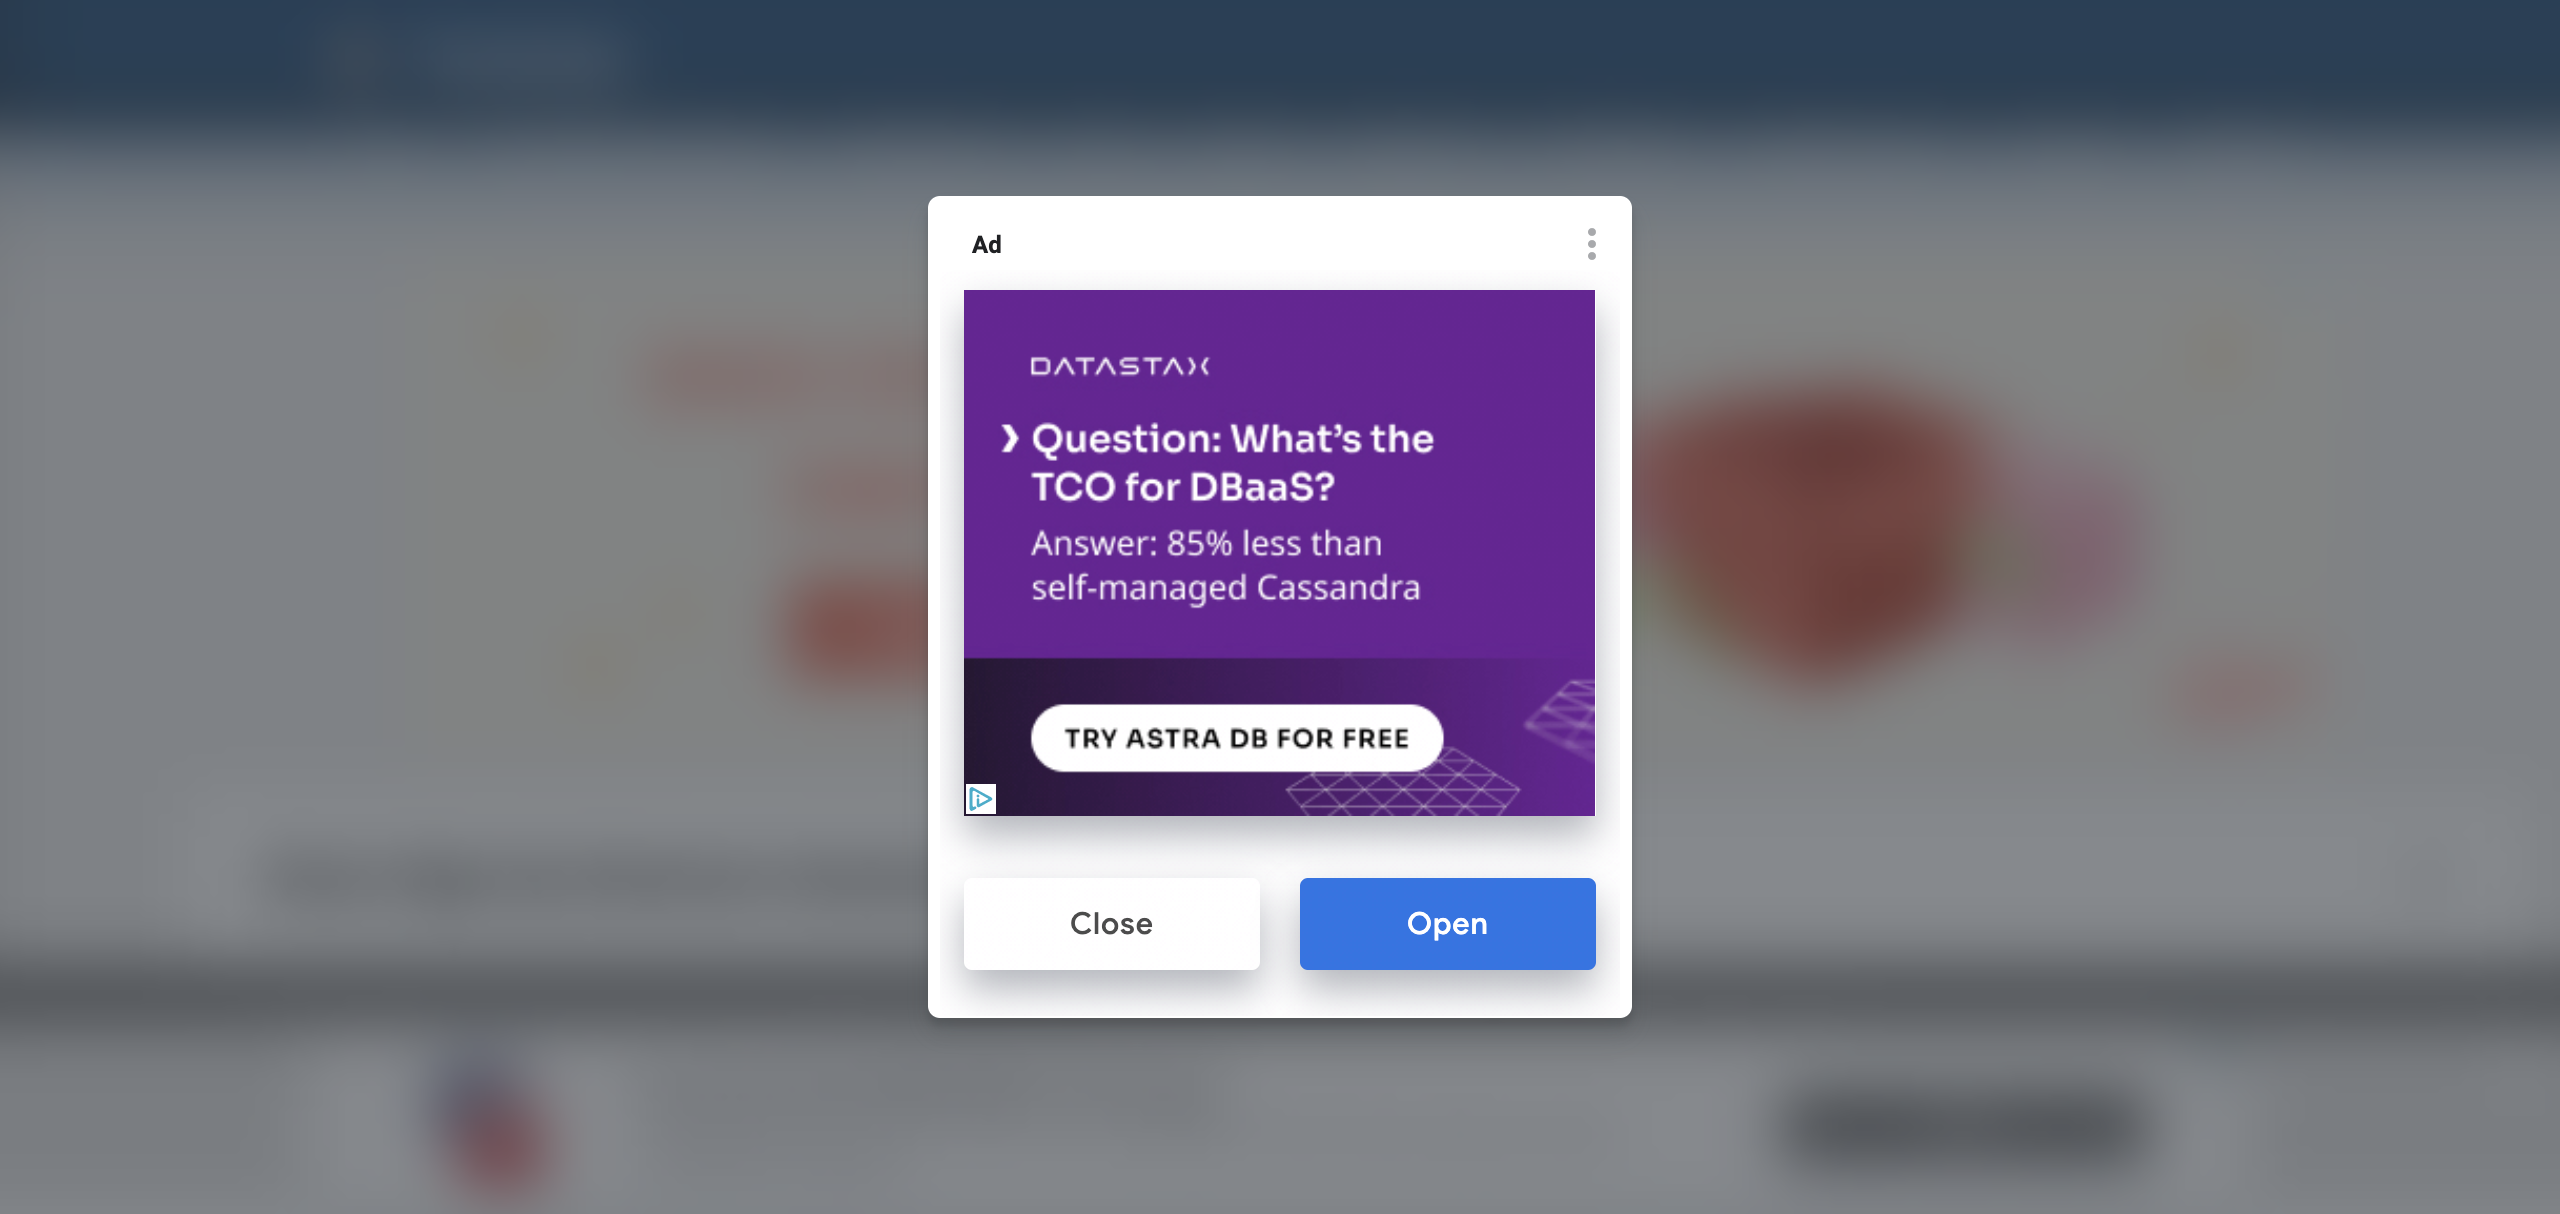 Ad
DATASTAX
❯ Question: What's the
TCO for DBaaS?
Answer: 85% less than
self-managed Cassandra
TRY ASTRA DB FOR FREE
Close
Open